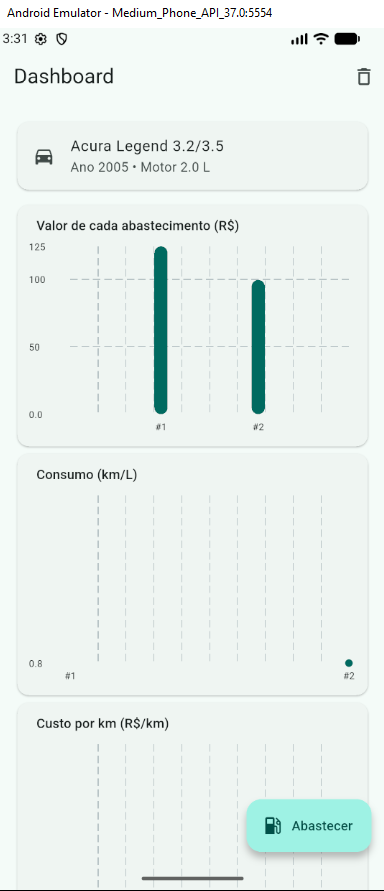 Android Emulator - Medium_Phone_API_37.0:5554
3:31
Dashboard
Acura Legend 3.2/3.5
Ano 2005 • Motor 2.0 L
Valor de cada abastecimento (R$)
125
100
50
0.0
#1 #2
Consumo (km/L)
0.8
#1 #2
Custo por km (R$/km)
Abastecer